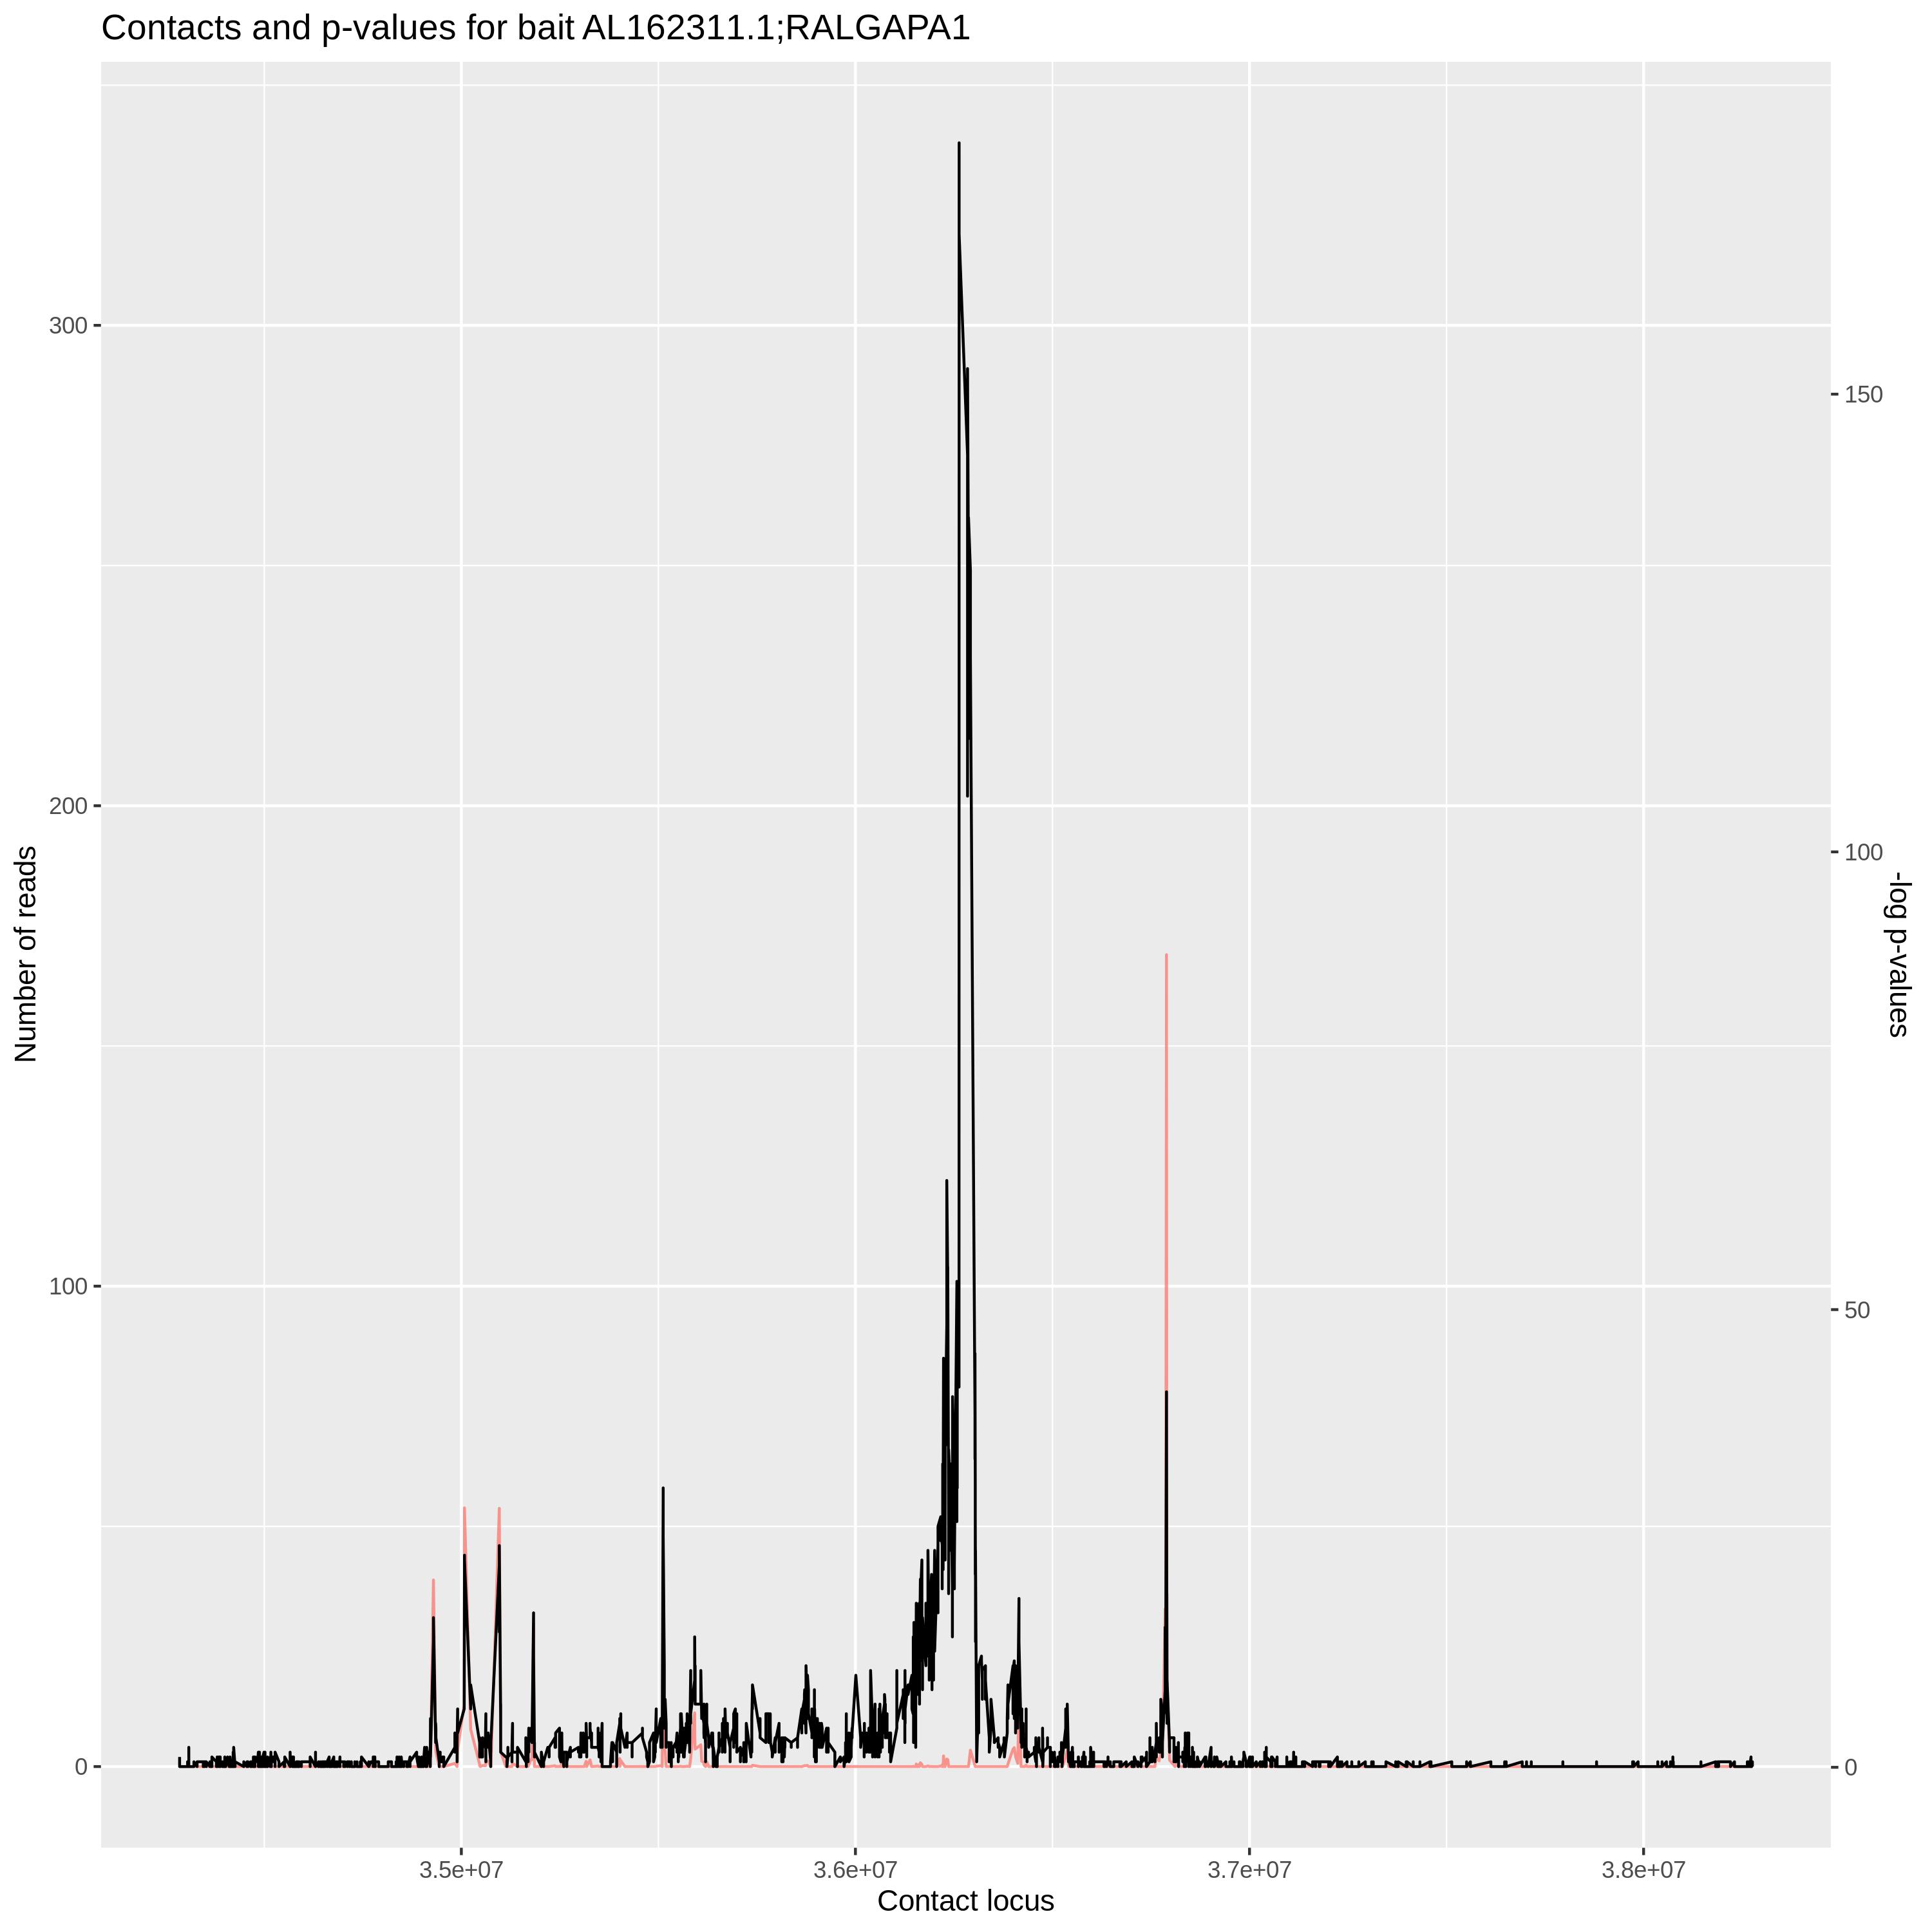 Contacts and p-values for bait AL162311.1;RALGAPA1
300
200
100
0
Number of reads
150
100
50
0
-log p-values
3.5e+07 3.6e+07 3.7e+07 3.8e+07
Contact locus